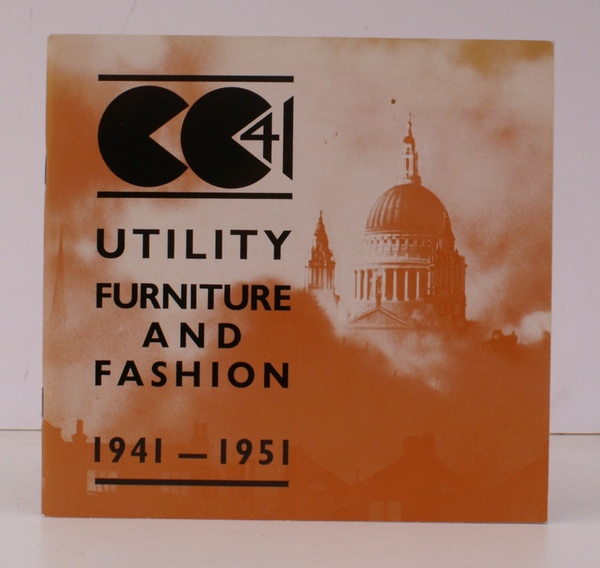 CC41
UTILITY
FURNITURE
AND
FASHION
1941 — 1951